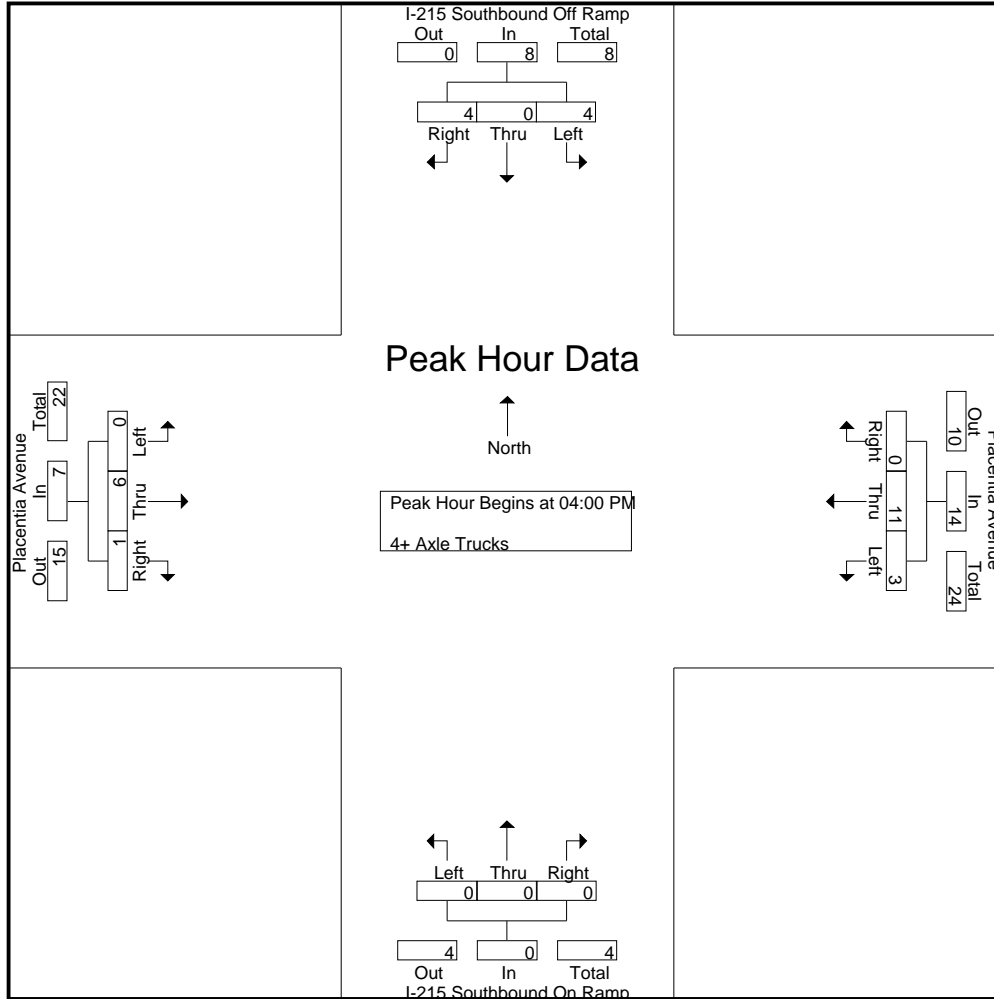 I-215 Southbound Off Ramp
Out In Total
0 8 8
4 0 4
Right Thru Left
Peak Hour Data
North
Peak Hour Begins at 04:00 PM
4+ Axle Trucks
Placentia Avenue
Out In Total
15 7 22
0 6 1
Left Thru Right
Placentia Avenue
Out In Total
10 14 24
0 11 3
Right Thru Left
Left Thru Right
0 0 0
4 0 4
Out In Total
I-215 Southbound On Ramp